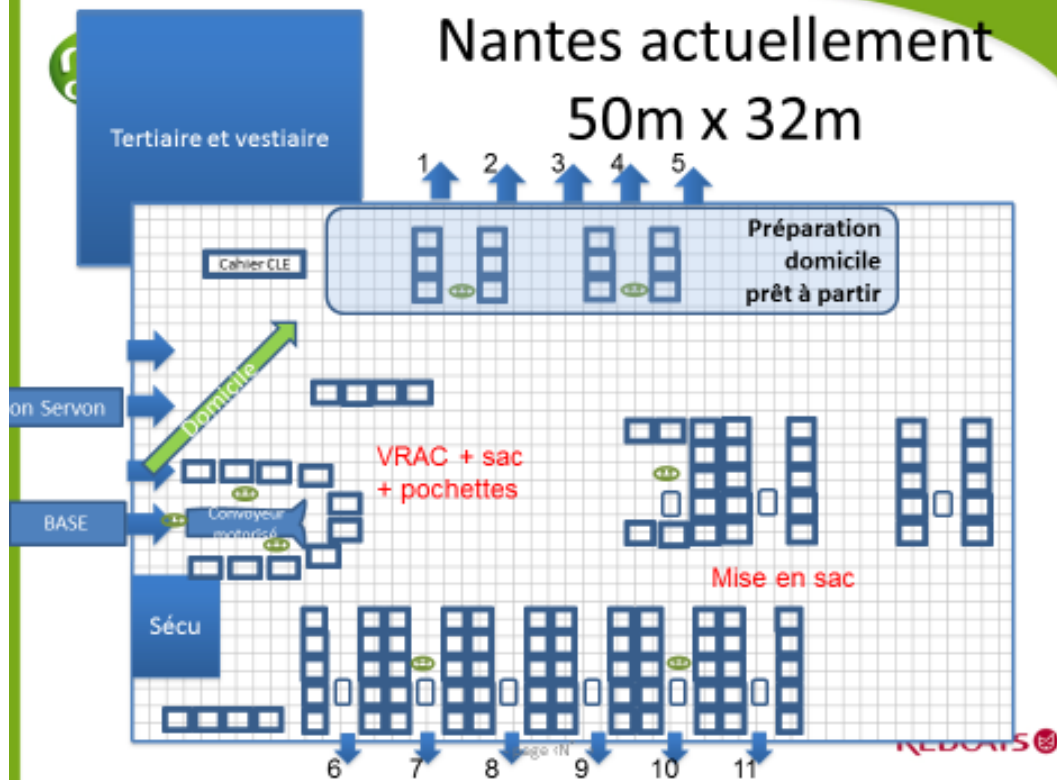 Nantes actuellement
50m x 32m
Tertiaire et vestiaire
1 2 3 4 5
Préparation
domicile
prêt à partir
Cahier CLE
Domicile
on Servon
VRAC + sac
+ pochettes
BASE
Convoyeur
motorisé
Mise en sac
Sécu
6 7 8 9 10 11
REDCATS